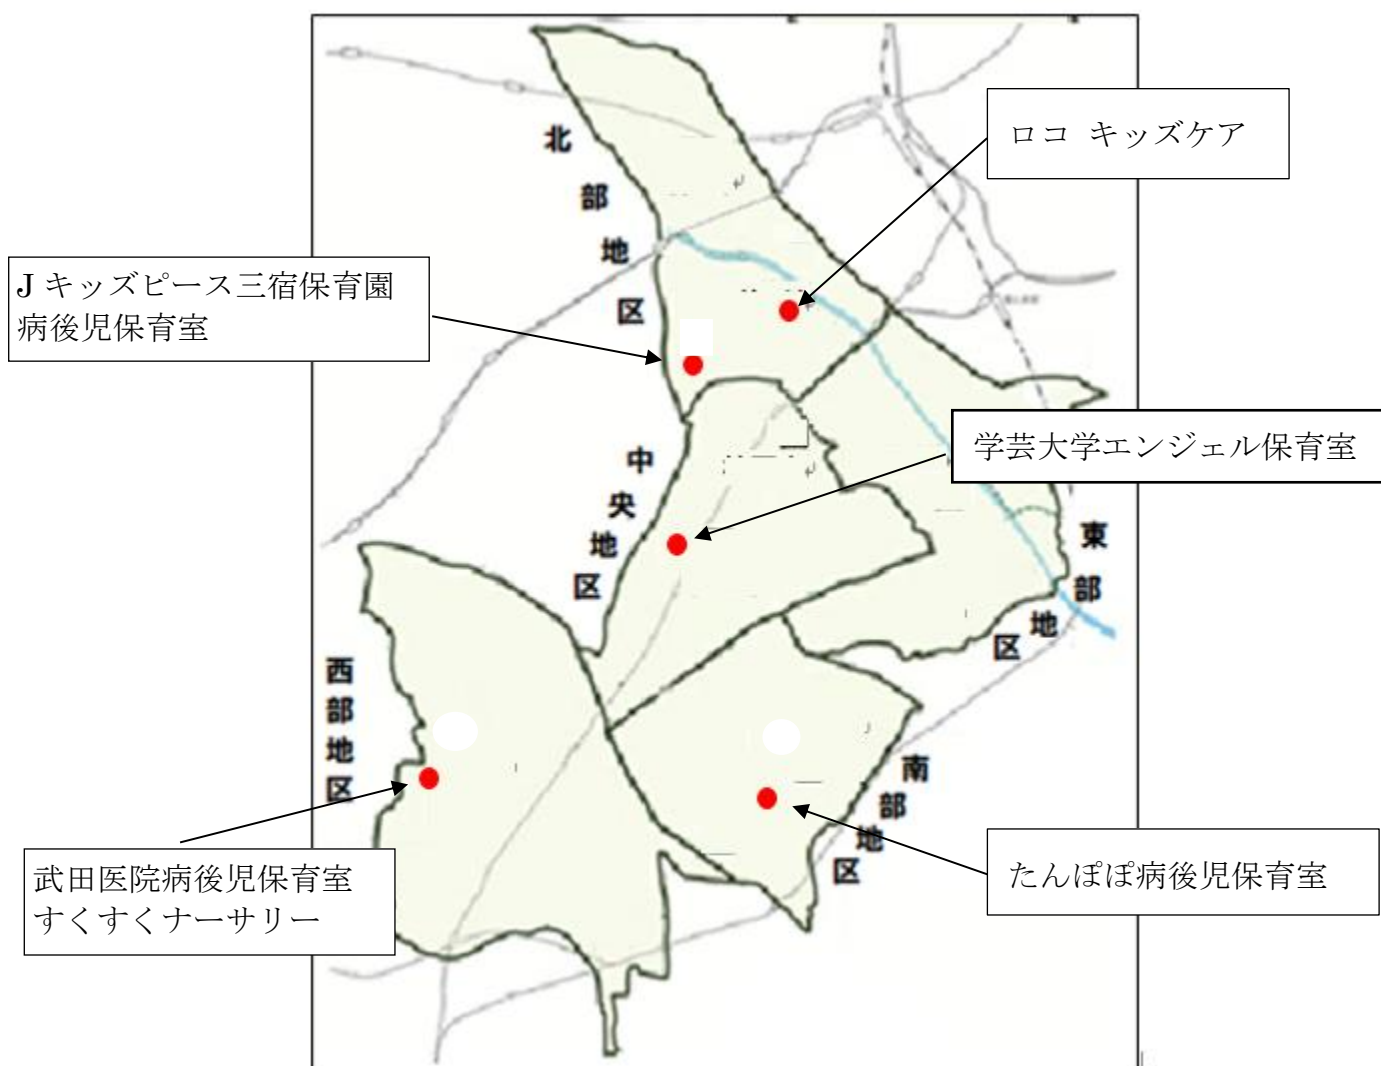 ロコ キッズケア
北部地区
J キッズピース三宿保育園
病後児保育室
学芸大学エンジェル保育室
中央地区
東部地区
西部地区
南部地区
たんぽぽ病後児保育室
武田医院病後児保育室
すくすくナーサリー